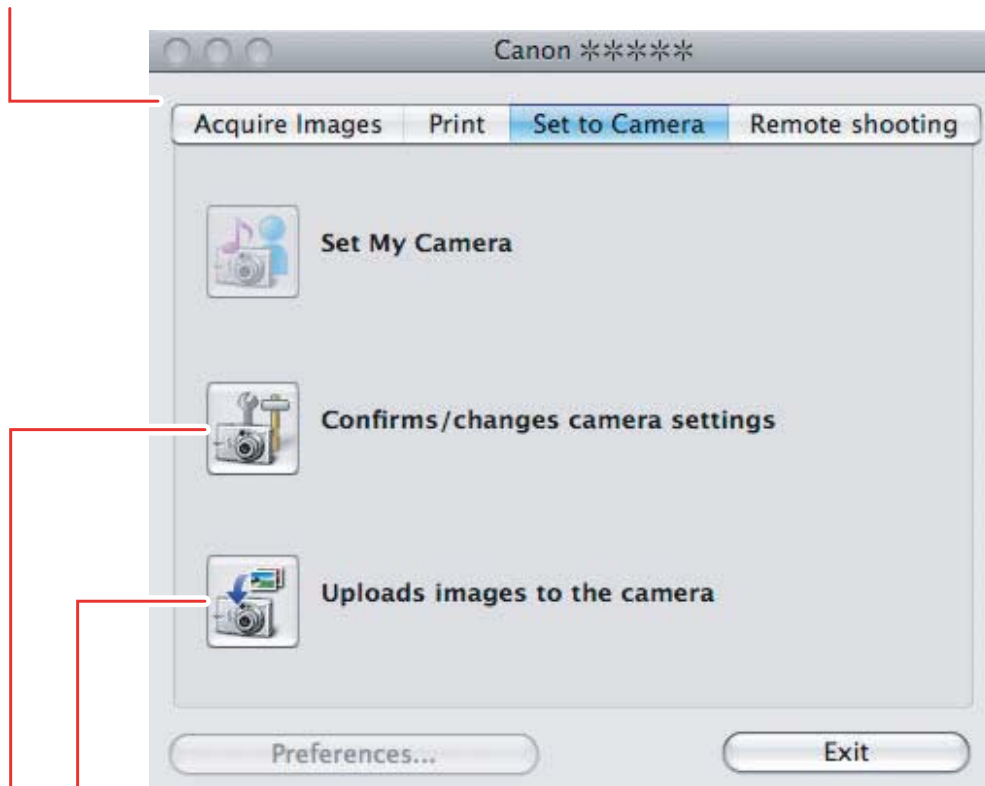 Canon ✲✲✲✲✲
Acquire Images Print Set to Camera Remote shooting
Set My Camera
Confirms/changes camera settings
Uploads images to the camera
Preferences... Exit